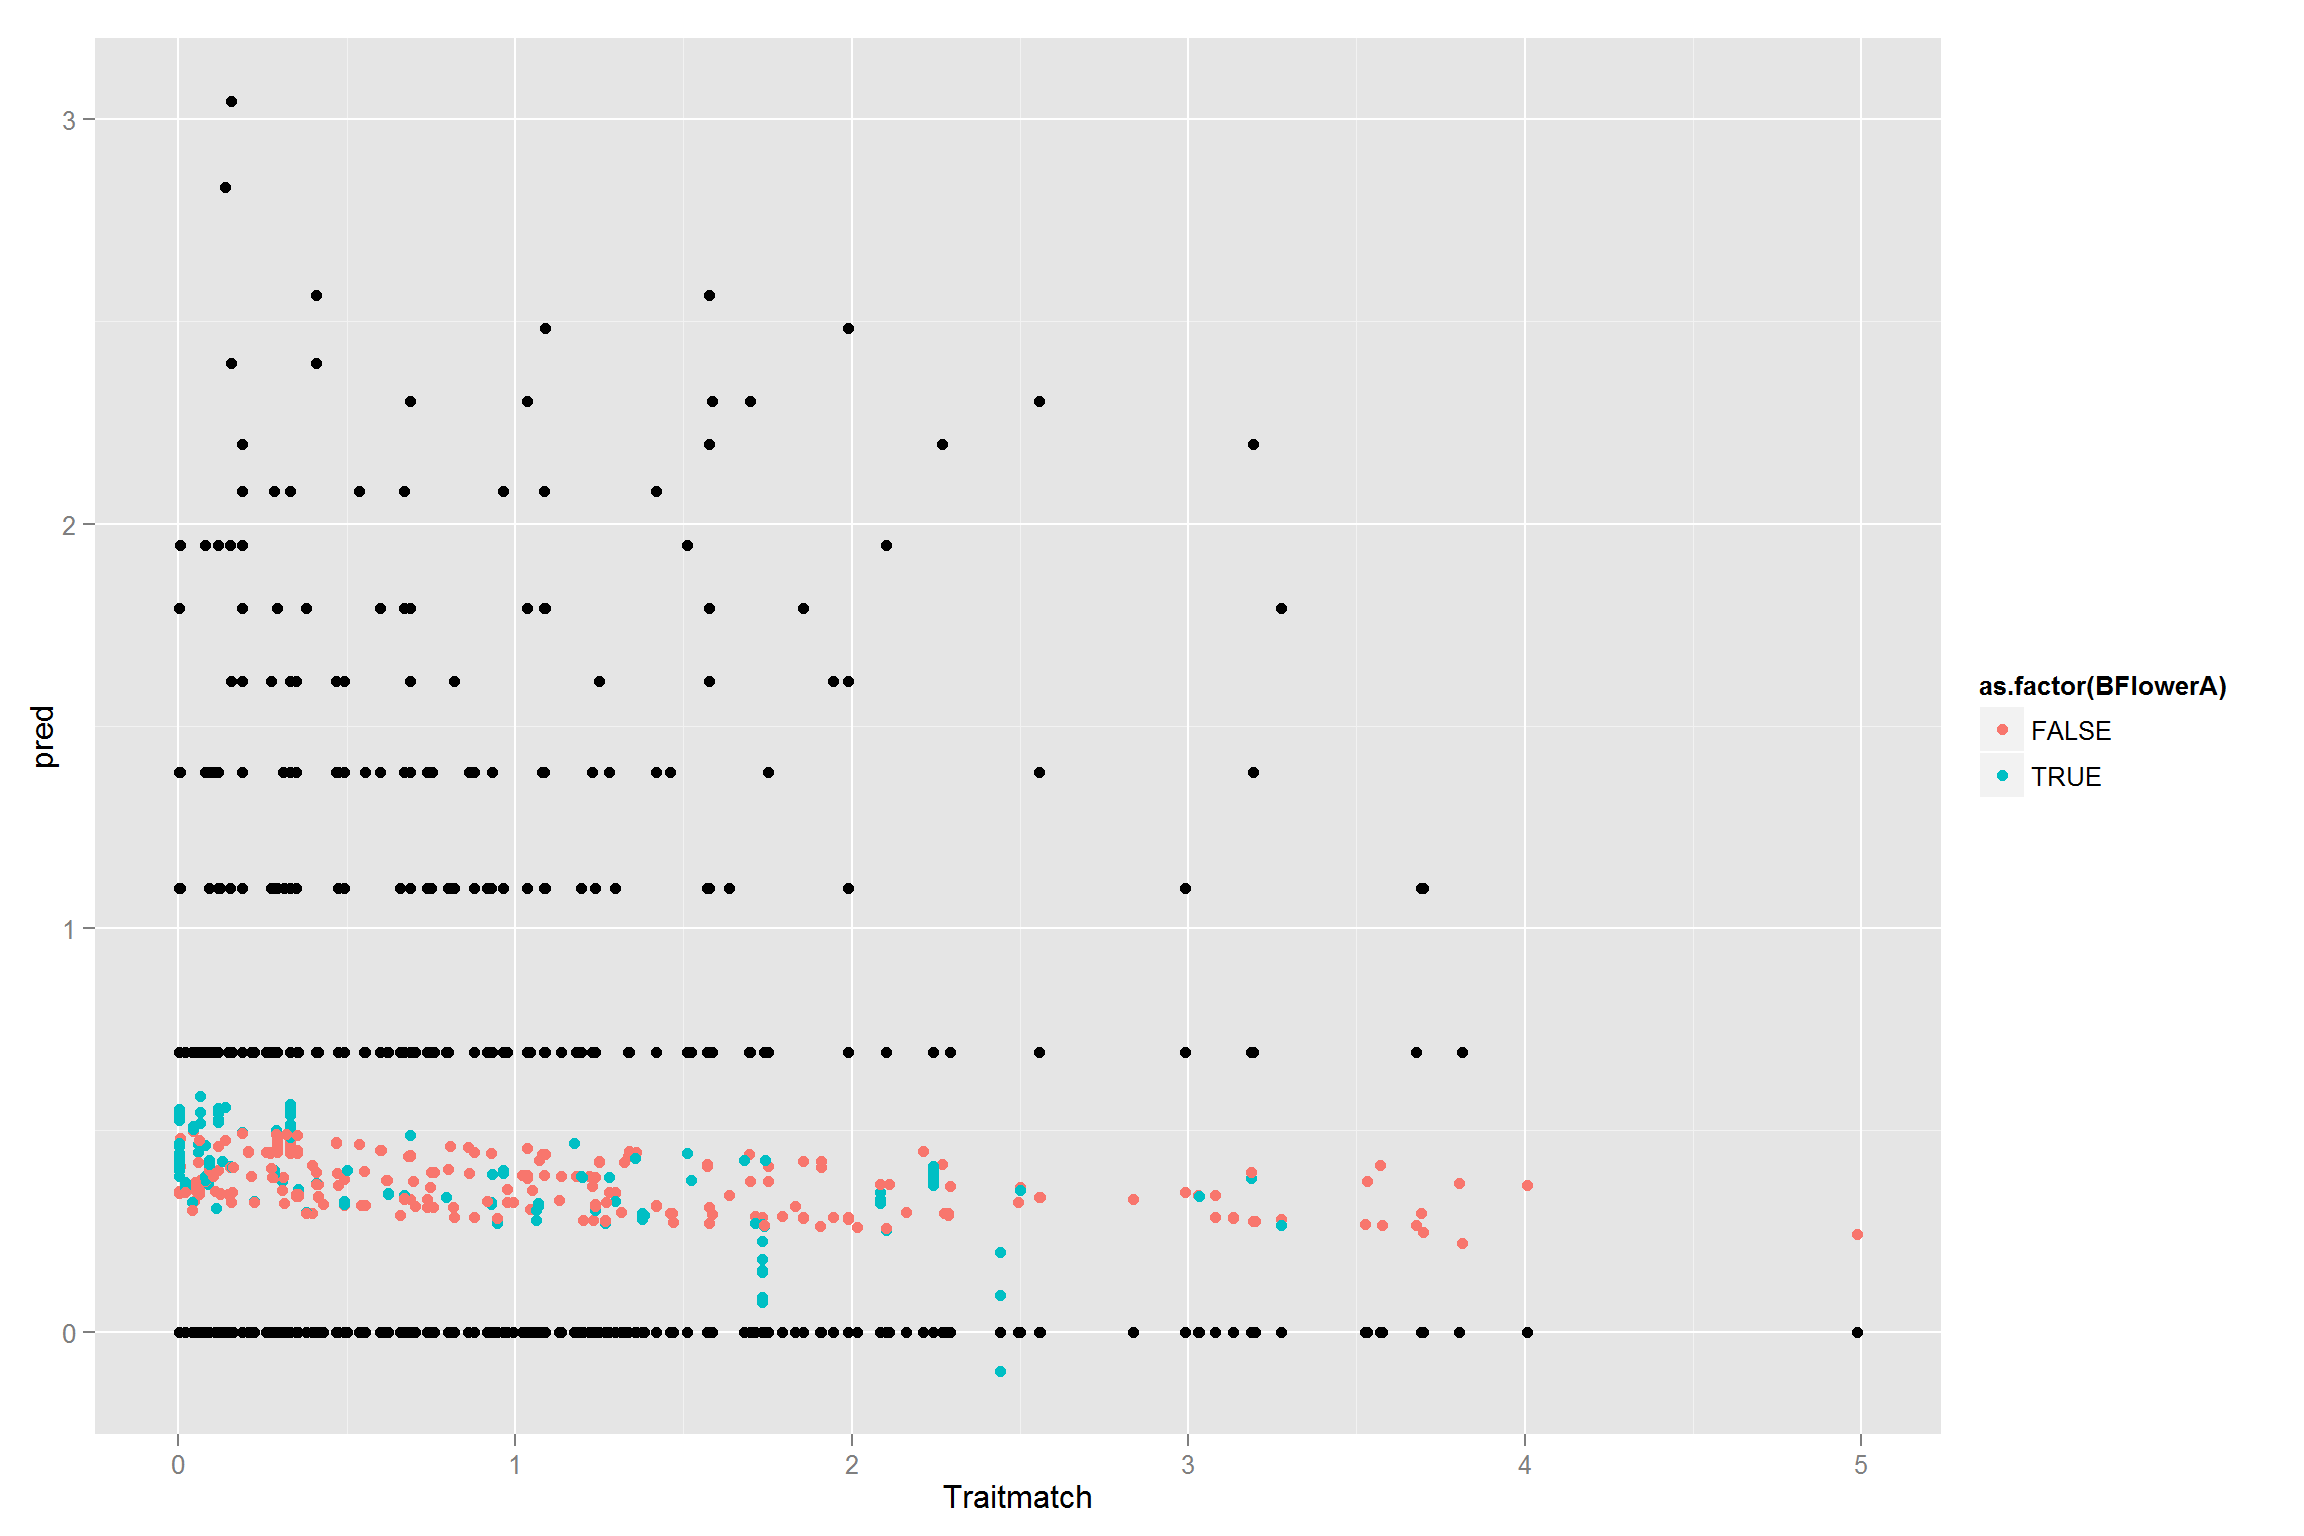 3
2
1
0
pred
0 1 2 3 4 5
Traitmatch
as.factor(BFlowerA)
FALSE
TRUE